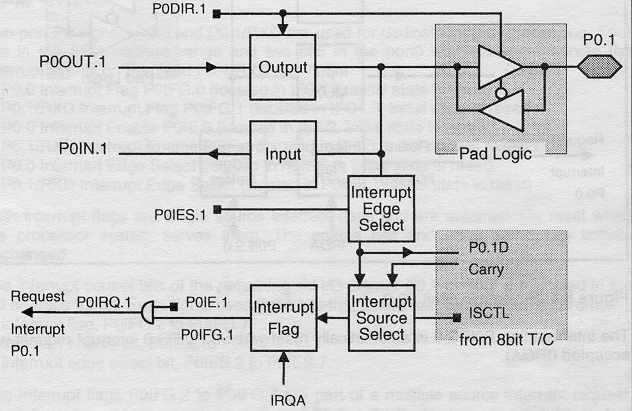 P0DIR.1
P0OUT.1
Output
P0.1
P0IN.1
Input
Pad Logic
P0IES.1
Interrupt
Edge
Select
P0.1D
Carry
Request
P0IRQ.1
P0IE.1
Interrupt
Flag
Interrupt
Source
Select
ISCTL
Interrupt
P0.1
P0IFG.1
from 8bit T/C
IRQA